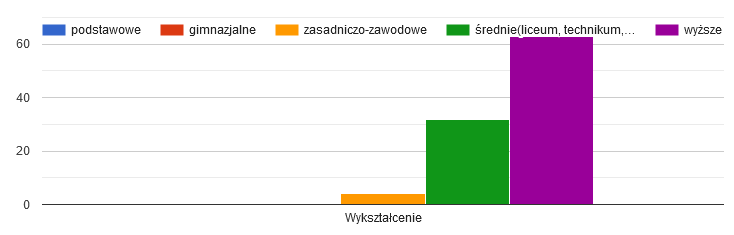 podstawowe gimnazjalne zasadniczo-zawodowe średnie(liceum, technikum,... wyższe
60
40
20
0
Wykształcenie